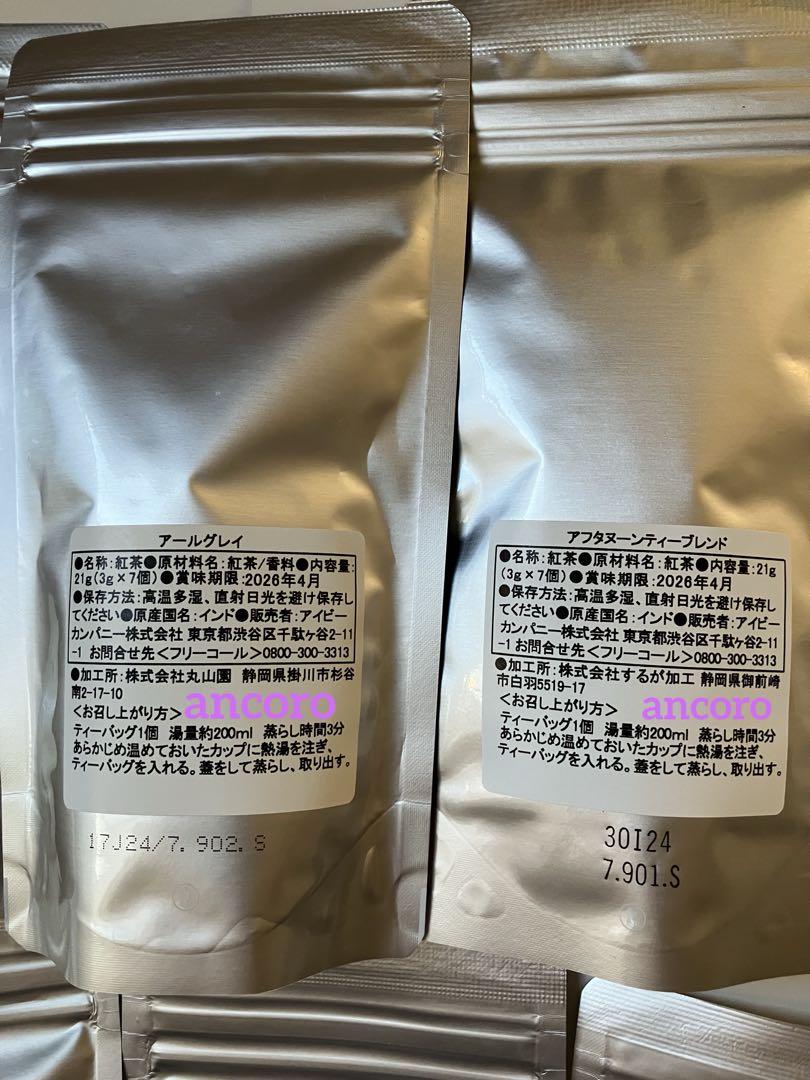 アールグレイ
●名称:紅茶●原材料名:紅茶/香料●内容量:
21g(3g×7個)●賞味期限:2026年4月
●保存方法:高温多湿、直射日光を避け保存し
てください●原産国名:インド●販売者:アイビー
カンパニー株式会社 東京都渋谷区千駄ヶ谷2-11
-1 お問合せ先<フリーコール>0800-300-3313
●加工所:株式会社丸山園 静岡県掛川市杉谷
南2-17-10
<お召し上がり方>
ancoro
ティーバッグ1個 湯量約200ml 蒸らし時間3分
あらかじめ温めておいたカップに熱湯を注ぎ、
ティーバッグを入れる。蓋をして蒸らし、取り出す。
17J24/7.902.S
アフタヌーンティーブレンド
●名称:紅茶●原材料名:紅茶●内容量:21g
(3g×7個)●賞味期限:2026年4月
●保存方法:高温多湿、直射日光を避け保存し
てください●原産国名:インド●販売者:アイビー
カンパニー株式会社 東京都渋谷区千駄ヶ谷2-11
-1 お問合せ先<フリーコール>0800-300-3313
●加工所:株式会社するが加工 静岡県御前崎
市白羽5519-17
<お召し上がり方>
ancoro
ティーバッグ1個 湯量約200ml 蒸らし時間3分
あらかじめ温めておいたカップに熱湯を注ぎ、
ティーバッグを入れる。蓋をして蒸らし、取り出す。
30I24
7.901.S